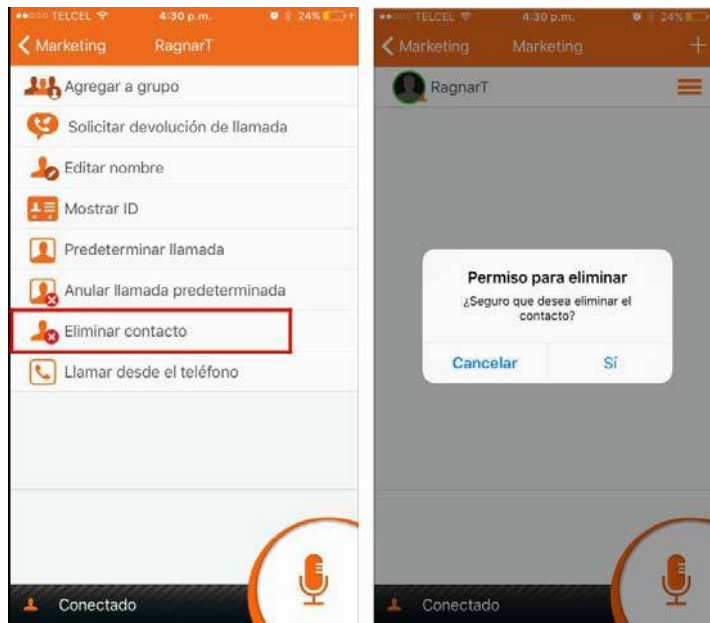 TELCEL 4:30 p.m. 24%
Marketing RagnarT
Agregar a grupo
Solicitar devolución de llamada
Editar nombre
Mostrar ID
Predeterminar llamada
Anular llamada predeterminada
Eliminar contacto
Llamar desde el teléfono
Conectado
TELCEL 4:30 p.m. 24%
Marketing Marketing +
RagnarT
Permiso para eliminar
¿Seguro que desea eliminar el
contacto?
Cancelar Sí
Conectado